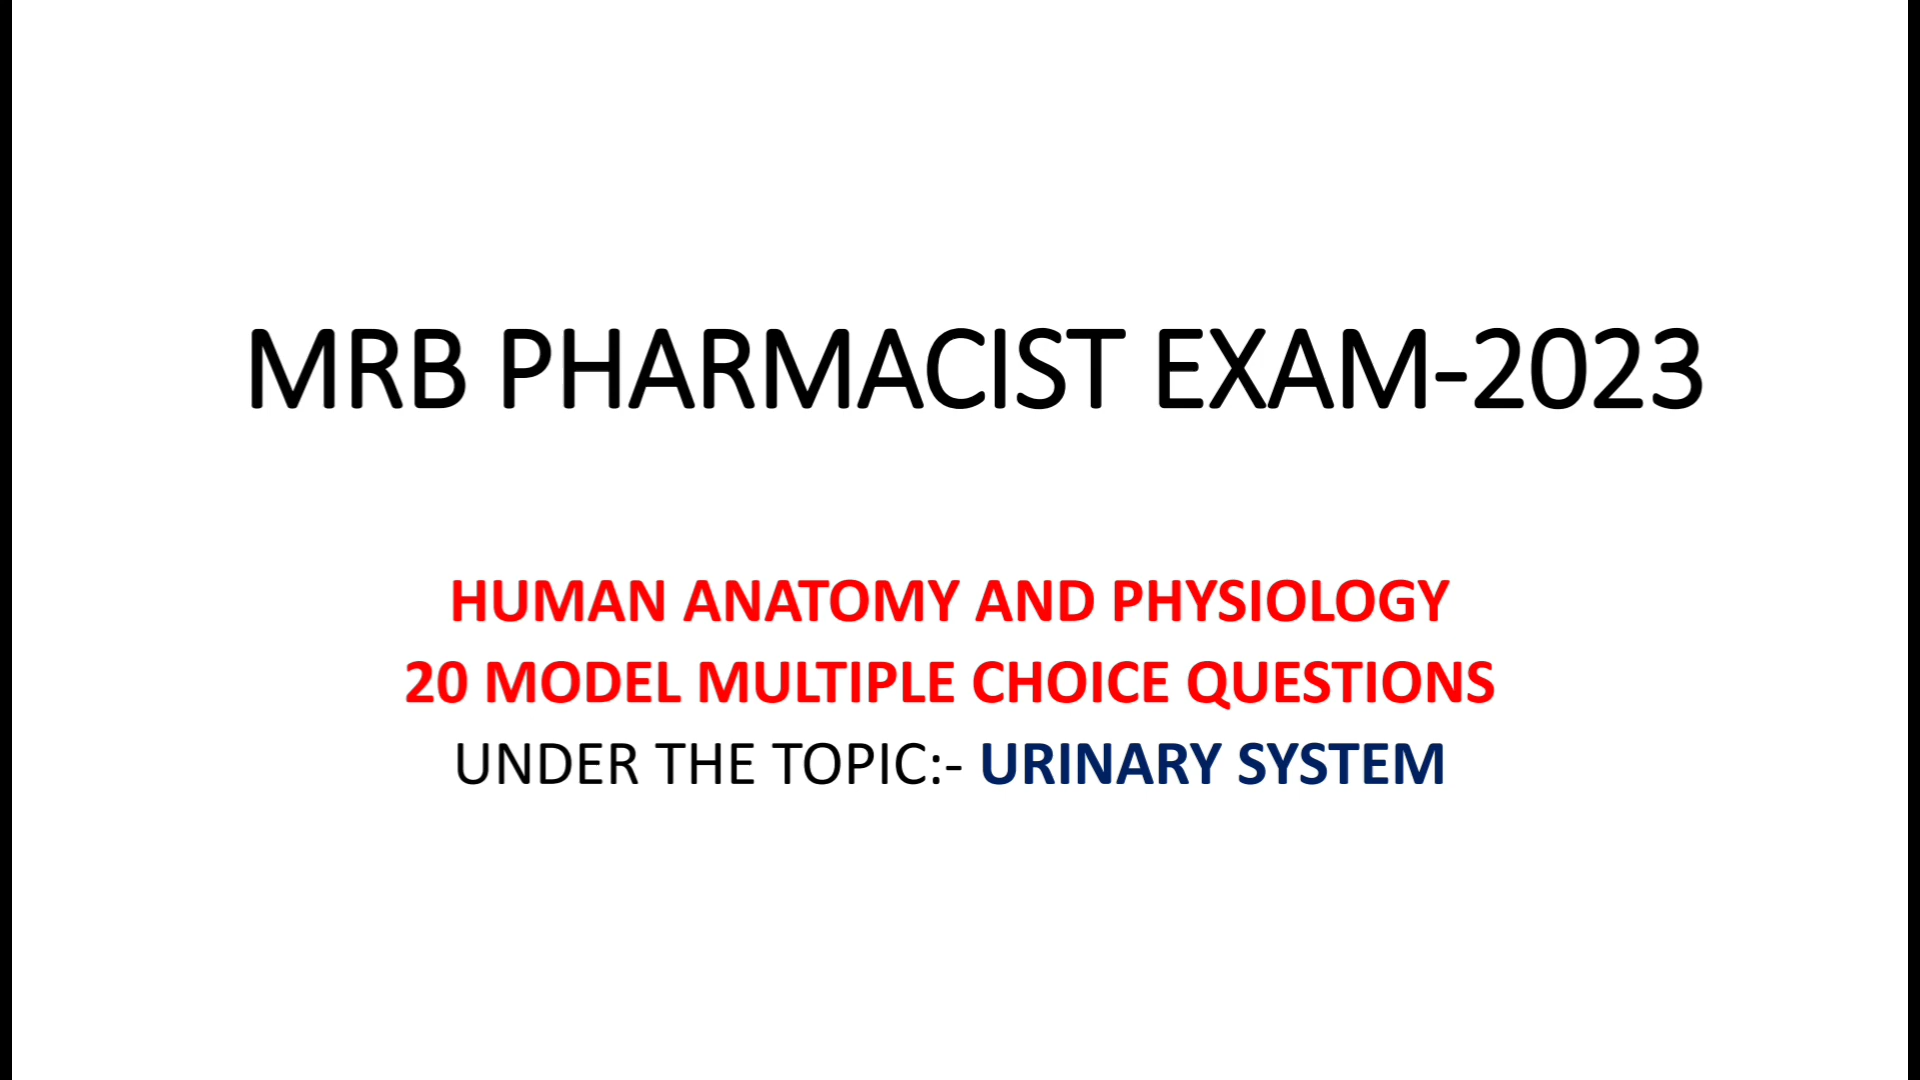 MRB PHARMACIST EXAM-2023
HUMAN ANATOMY AND PHYSIOLOGY
20 MODEL MULTIPLE CHOICE QUESTIONS
UNDER THE TOPIC:- URINARY SYSTEM